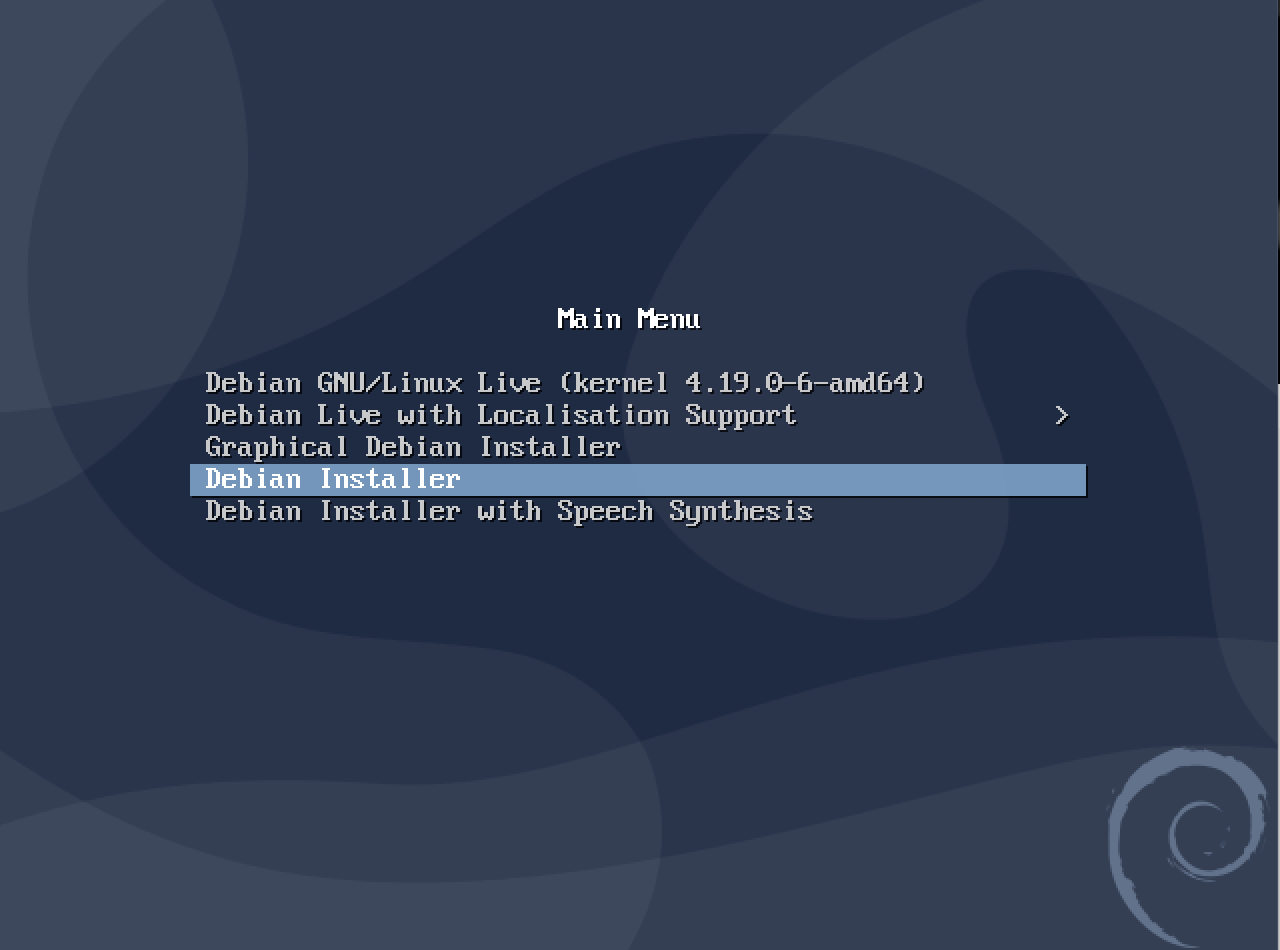 Main Menu
Debian GNU/Linux Live (kernel 4.19.0-6-amd64)
Debian Live with Localisation Support >
Graphical Debian Installer
Debian Installer
Debian Installer with Speech Synthesis